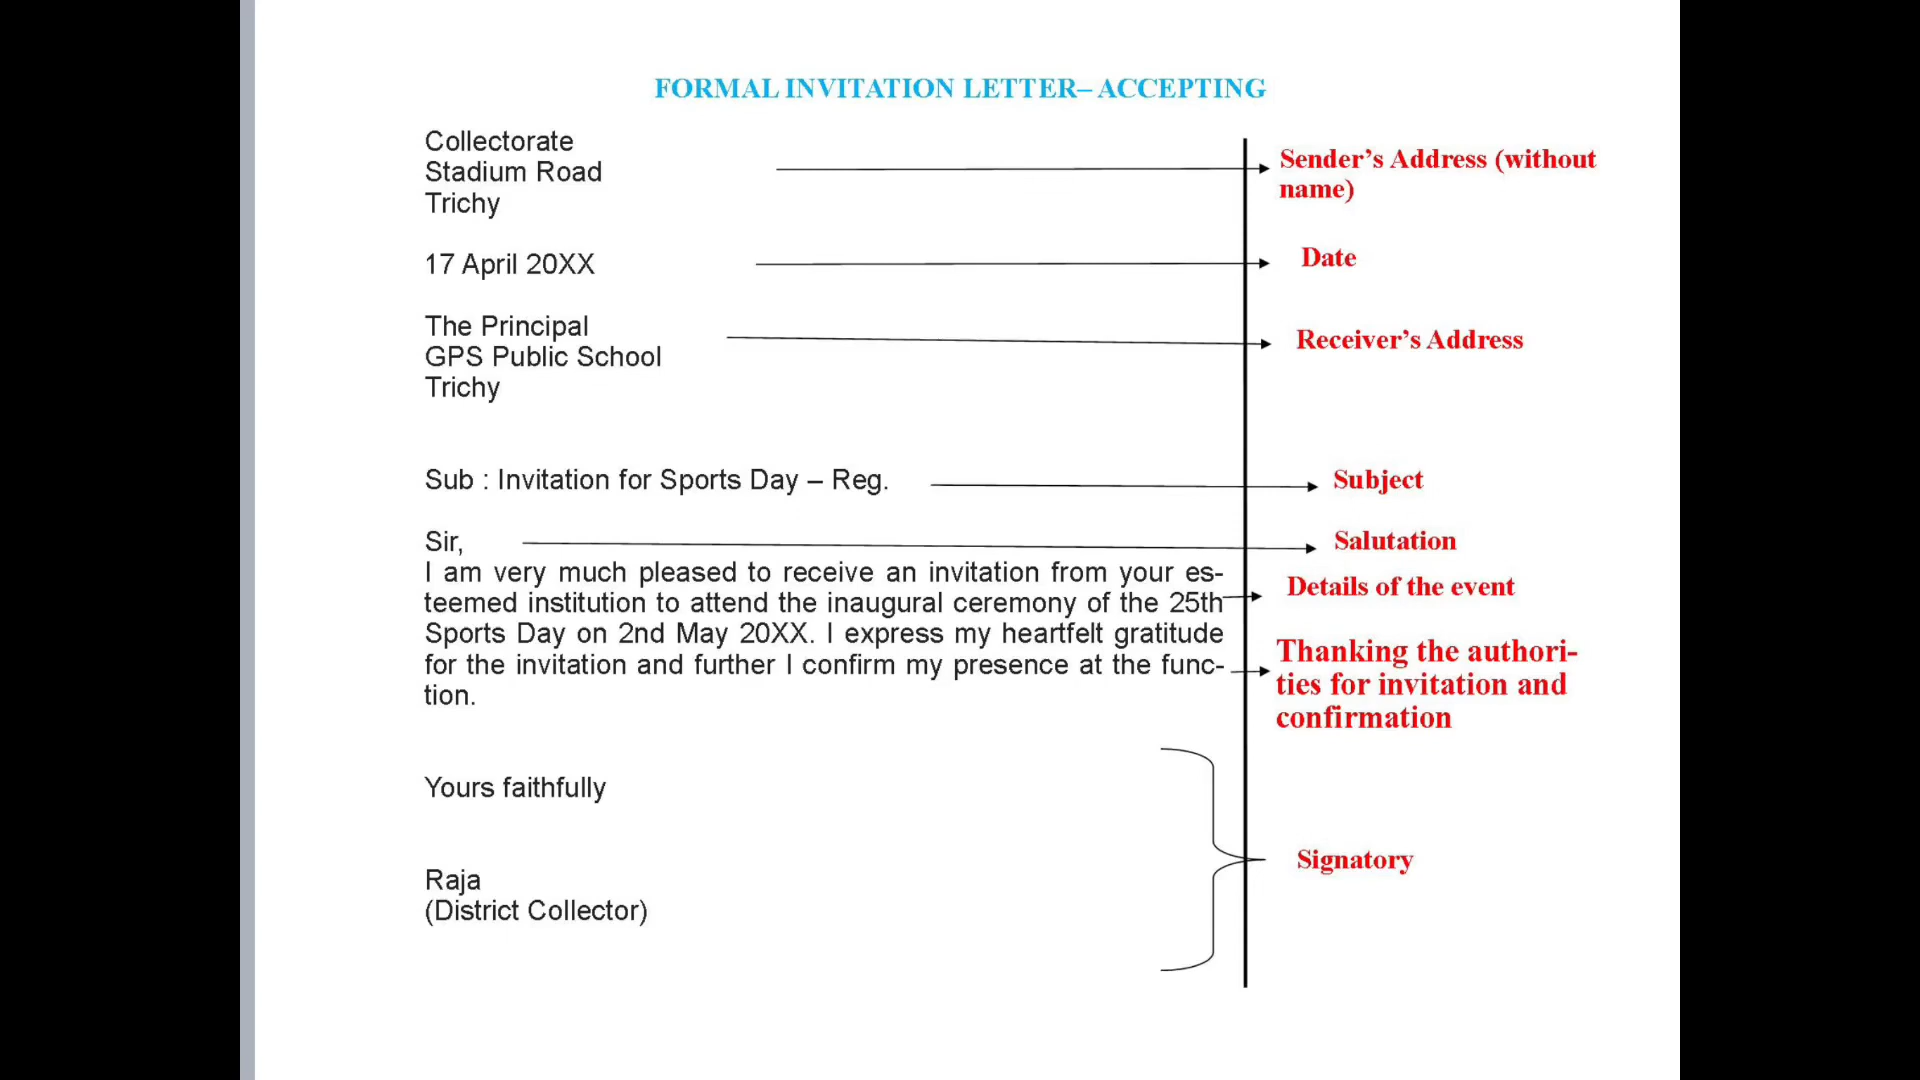 FORMAL INVITATION LETTER– ACCEPTING
Collectorate
Stadium Road
Trichy
Sender’s Address (without
name)
17 April 20XX
Date
The Principal
GPS Public School
Trichy
Receiver’s Address
Sub : Invitation for Sports Day – Reg.
Subject
Sir,
Salutation
I am very much pleased to receive an invitation from your es-
teemed institution to attend the inaugural ceremony of the 25th
Sports Day on 2nd May 20XX. I express my heartfelt gratitude
for the invitation and further I confirm my presence at the func-
tion.
Details of the event
Thanking the authori-
ties for invitation and
confirmation
Yours faithfully
Raja
(District Collector)
Signatory